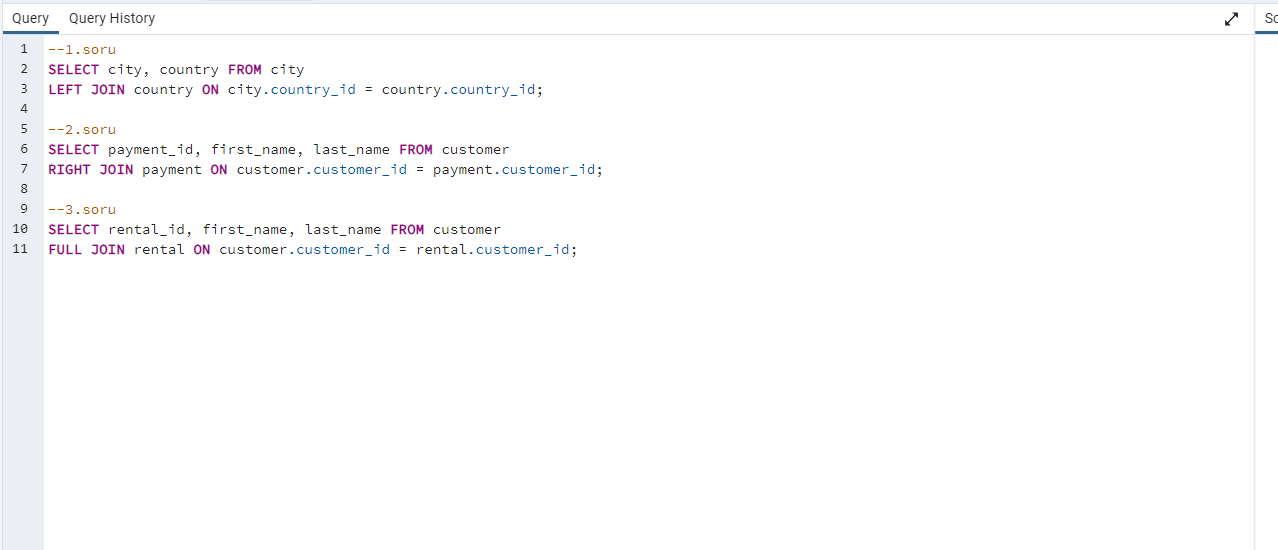 Query Query History Sc
1 --1.soru
2 SELECT city, country FROM city
3 LEFT JOIN country ON city.country_id = country.country_id;
4
5 --2.soru
6 SELECT payment_id, first_name, last_name FROM customer
7 RIGHT JOIN payment ON customer.customer_id = payment.customer_id;
8
9 --3.soru
10 SELECT rental_id, first_name, last_name FROM customer
11 FULL JOIN rental ON customer.customer_id = rental.customer_id;